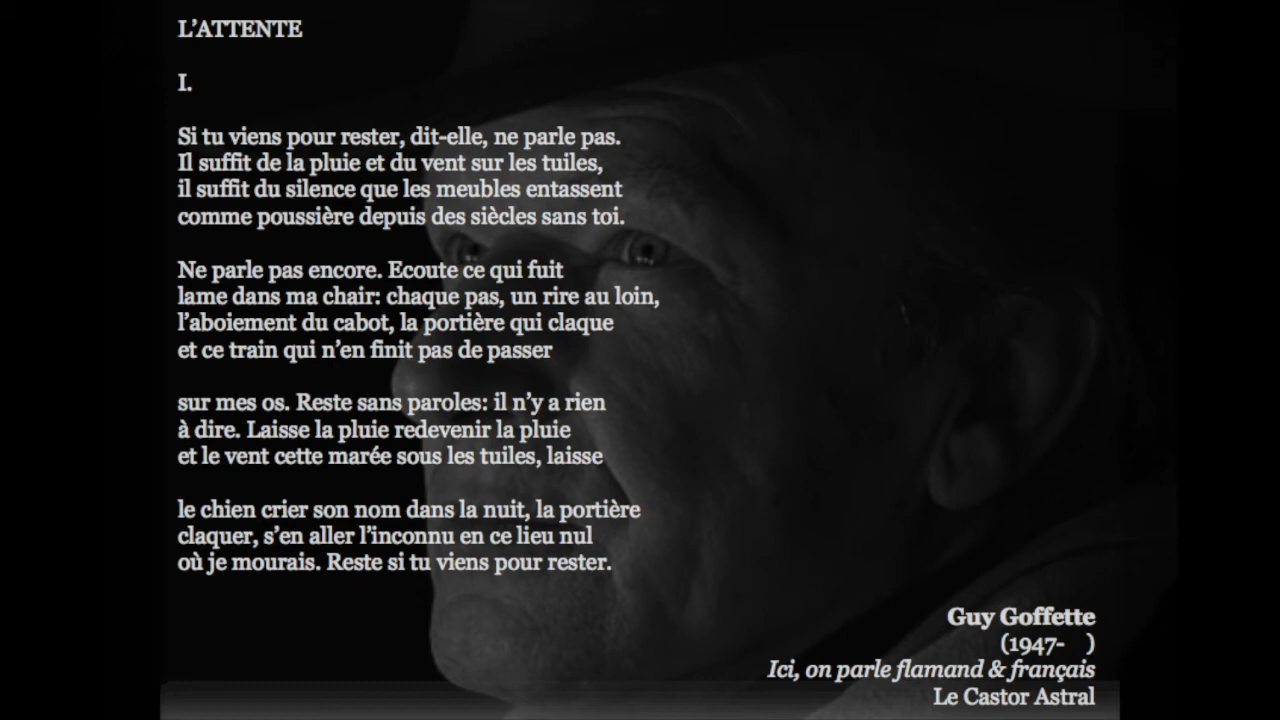 L’ATTENTE
I.
Si tu viens pour rester, dit-elle, ne parle pas.
Il suffit de la pluie et du vent sur les tuiles,
il suffit du silence que les meubles entassent
comme poussière depuis des siècles sans toi.
Ne parle pas encore. Ecoute ce qui fuit
lame dans ma chair: chaque pas, un rire au loin,
l’aboiement du cabot, la portière qui claque
et ce train qui n’en finit pas de passer
sur mes os. Reste sans paroles: il n’y a rien
à dire. Laisse la pluie redevenir la pluie
et le vent cette marée sous les tuiles, laisse
le chien crier son nom dans la nuit, la portière
claquer, s’en aller l’inconnu en ce lieu nul
où je mourais. Reste si tu viens pour rester.
Guy Goffette
(1947- )
Ici, on parle flamand & français
Le Castor Astral